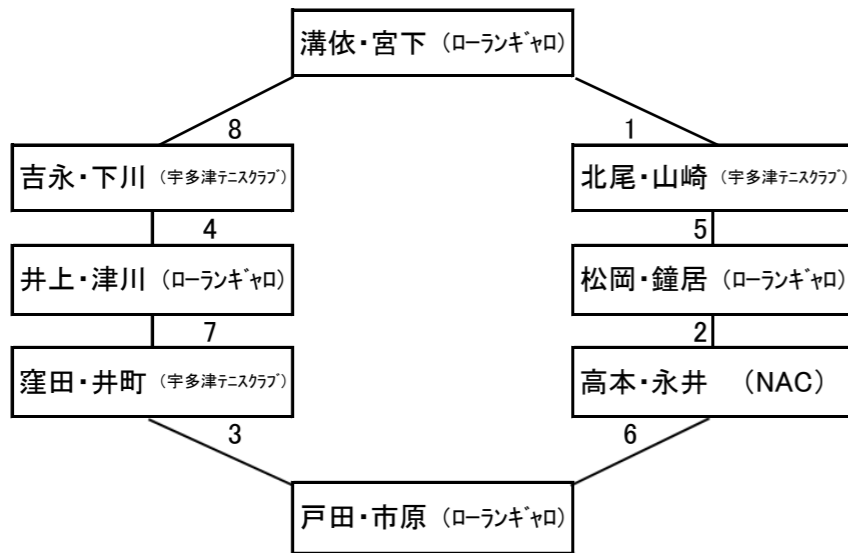 溝依・宮下 (ローランギャロ)
8 1
吉永・下川 (宇多津テニスクラブ) 北尾・山崎 (宇多津テニスクラブ)
4 5
井上・津川 (ローランギャロ) 松岡・鐘居 (ローランギャロ)
7 2
窪田・井町 (宇多津テニスクラブ) 高本・永井 (NAC)
3 6
戸田・市原 (ローランギャロ)